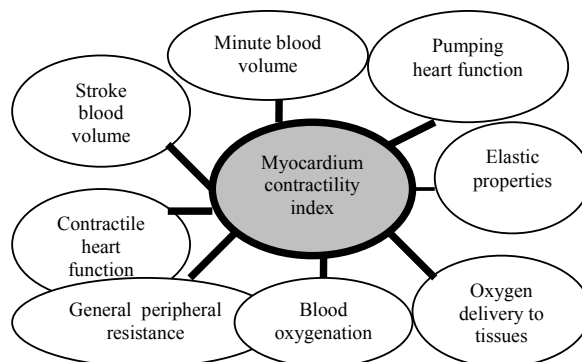 Minute blood
volume
Pumping
heart function
Stroke
blood
volume
Myocardium
contractility
index
Elastic
properties
Contractile
heart
function
General peripheral
resistance
Blood
oxygenation
Oxygen
delivery to
tissues